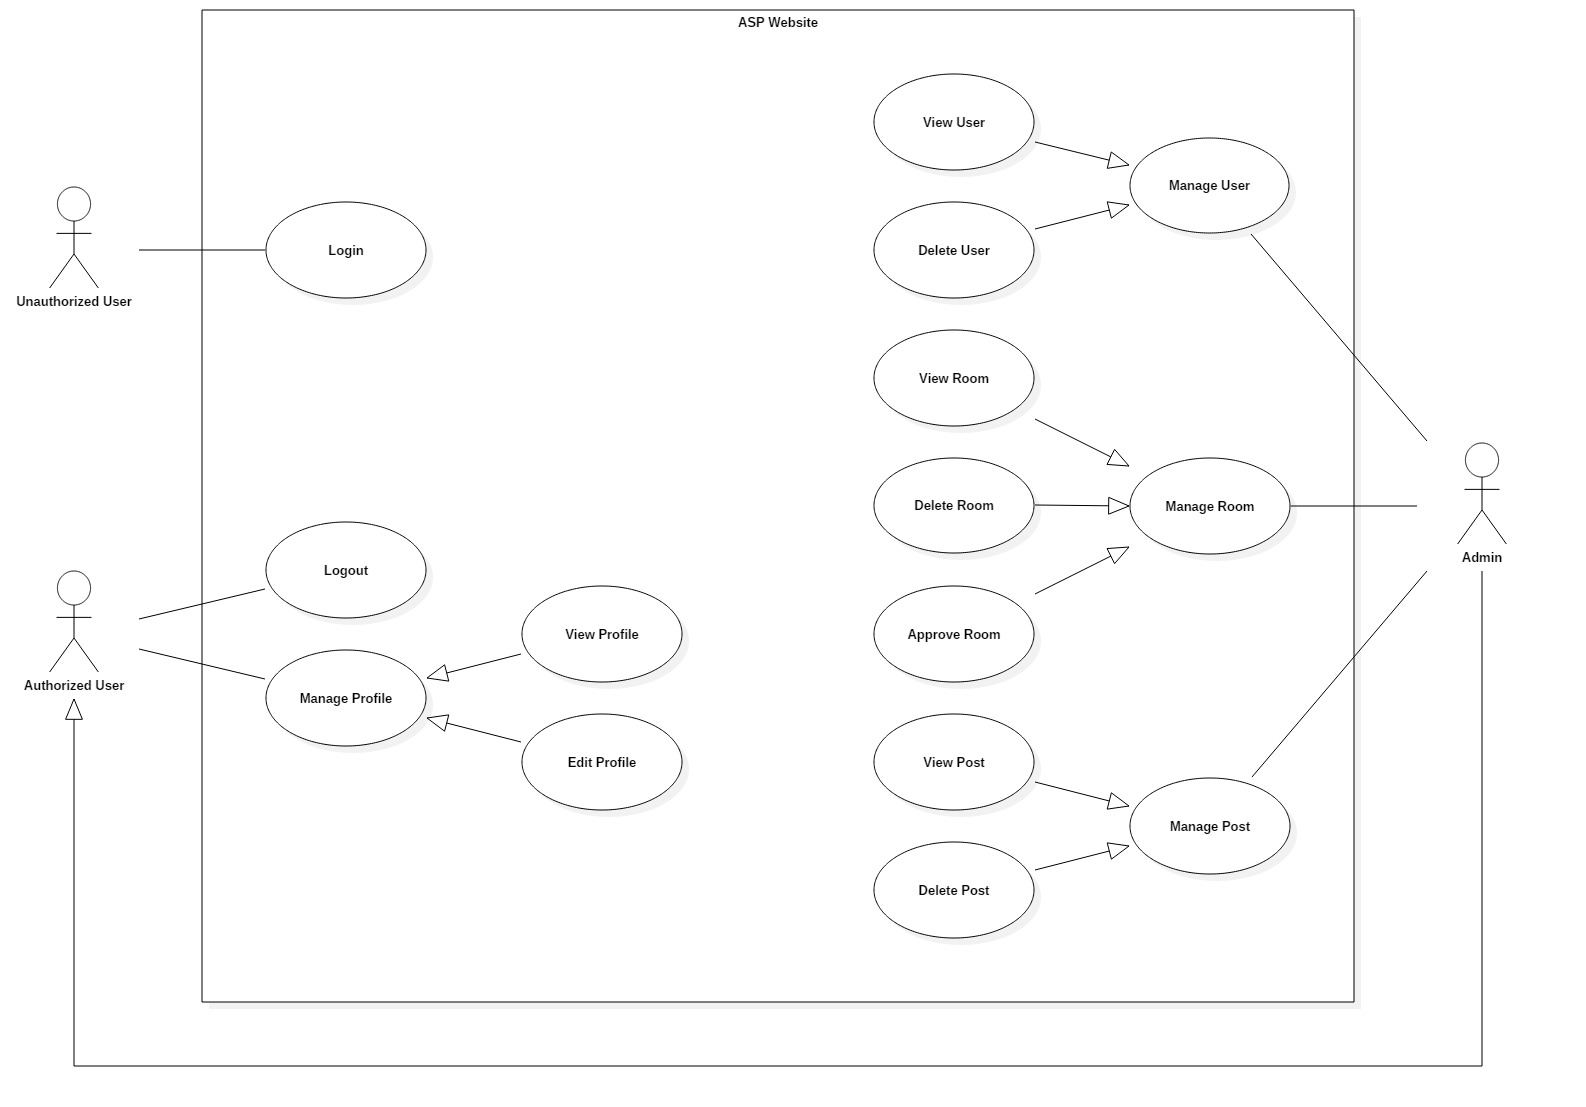 ASP Website
View User
Manage User
Login
Delete User
Unauthorized User
View Room
Delete Room
Manage Room
Admin
Logout
View Profile
Approve Room
Authorized User
Manage Profile
Edit Profile
View Post
Manage Post
Delete Post